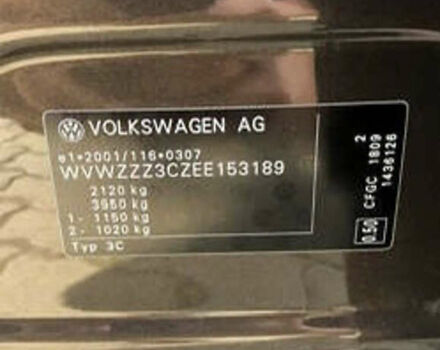 VOLKSWAGEN AG
e1*2001/116*0307
WVWZZZ3CZEE153189
2120 kg
3950 kg
1- 1150 kg
2- 1020 kg
Typ 3C
0.50 CFGC 1809 2
1436126